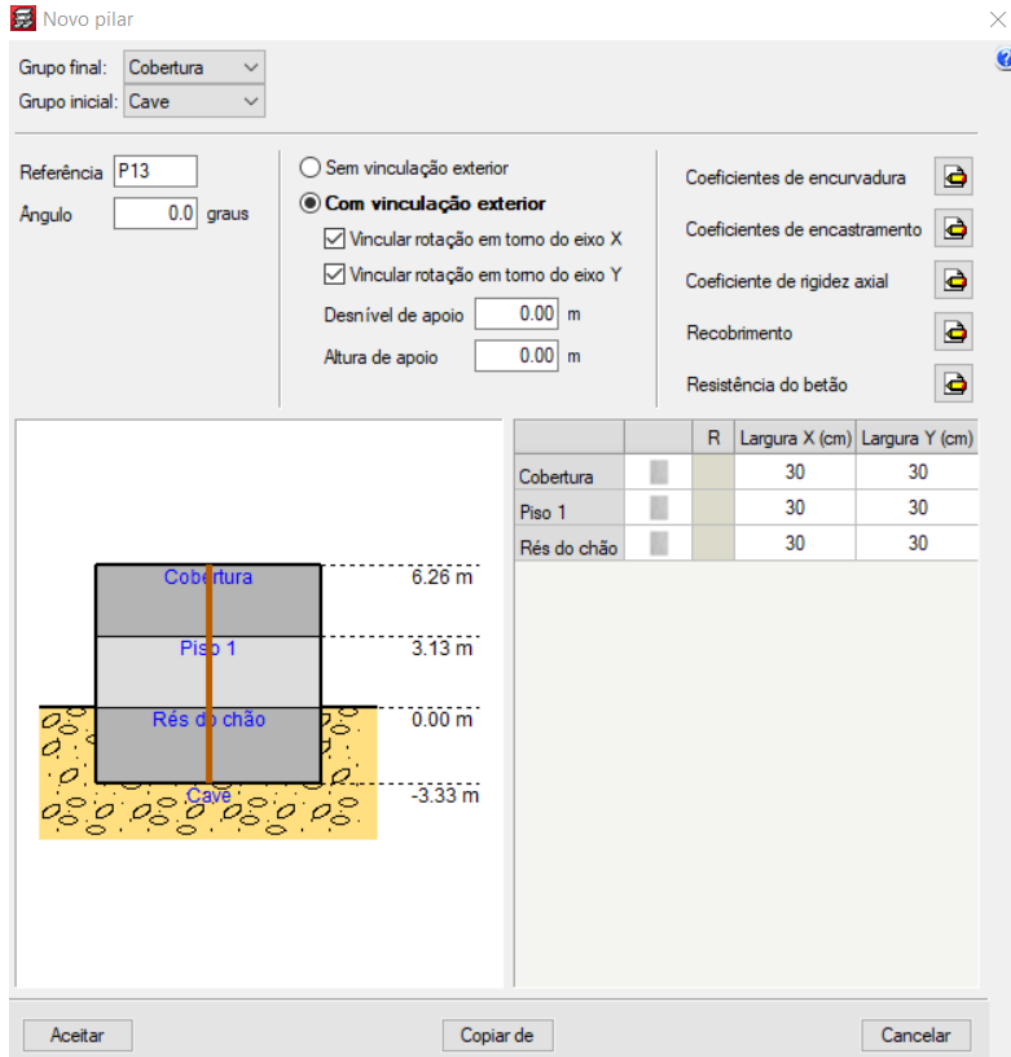 Novo pilar
Grupo final: Cobertura
Grupo inicial: Cave
Referência P13
Ângulo 0.0 graus
Sem vinculação exterior
Com vinculação exterior
Vincular rotação em torno do eixo X
Vincular rotação em torno do eixo Y
Desnível de apoio 0.00 m
Altura de apoio 0.00 m
Coeficientes de encurvadura
Coeficientes de encastramento
Coeficiente de rigidez axial
Recobrimento
Resistência do betão
Cobertura 6.26 m
Piso 1 3.13 m
Rés do chão 0.00 m
Cave -3.33 m
R Largura X (cm) Largura Y (cm)
Cobertura 30 30
Piso 1 30 30
Rés do chão 30 30
Aceitar Copiar de Cancelar